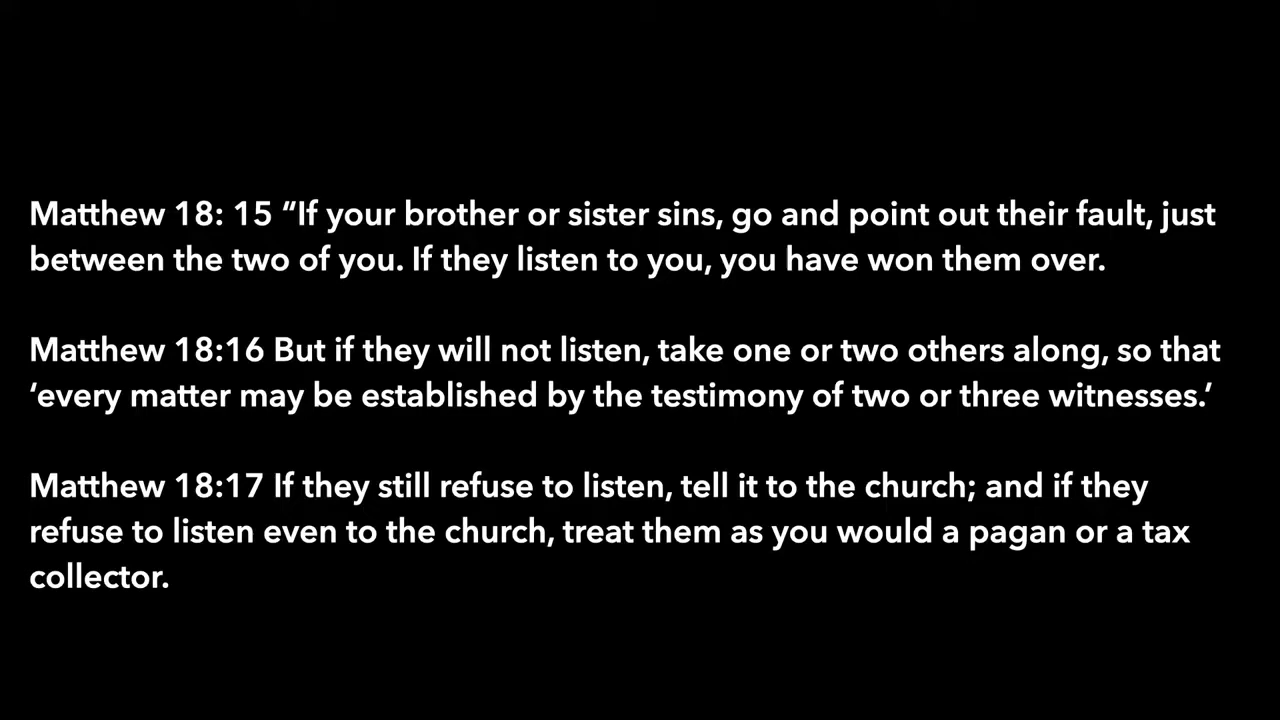 Matthew 18: 15 “If your brother or sister sins, go and point out their fault, just
between the two of you. If they listen to you, you have won them over.
Matthew 18:16 But if they will not listen, take one or two others along, so that
‘every matter may be established by the testimony of two or three witnesses.’
Matthew 18:17 If they still refuse to listen, tell it to the church; and if they
refuse to listen even to the church, treat them as you would a pagan or a tax
collector.